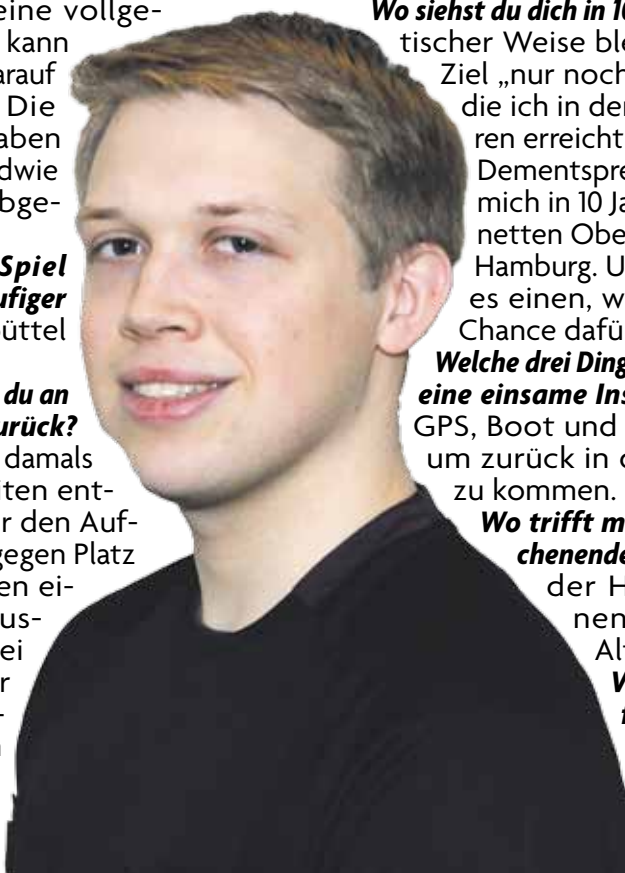 eine vollge-
kann
arauf
Die
aben
dwie
bge-
Spiel
ufiger
üttel
du an
urück?
damals
iten ent-
r den Auf-
gegen Platz
en ei-
us-
ei
r
-
Wo siehst du dich in 10
tischer Weise ble
Ziel „nur noch
die ich in der
ren erreicht
Dementspre
mich in 10 Ja
netten Obe
Hamburg. U
es einen, w
Chance dafü
Welche drei Ding
eine einsame Ins
GPS, Boot und
um zurück in d
zu kommen.
Wo trifft m
chenende
der H
nen
Alt